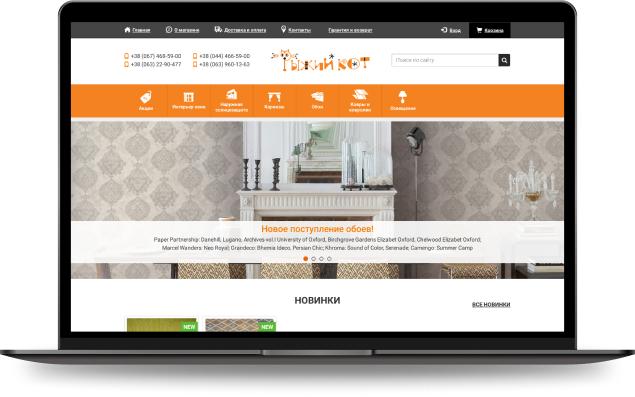 Главная О магазине Доставка и оплата Контакты Гарантия и возврат Вход Корзина
+38 (067) 468-59-00 +38 (044) 466-59-00
+38 (063) 22-90-477 +38 (063) 960-13-63
РЫЖИЙ КОТ
Поиск по сайту
Акции
Интерьер окна
Наружная солнцезащита
Карнизы
Обои
Ковры и ковролин
Освещение
Новое поступление обоев!
Paper Partnership: Danehill, Lugano, Archives vol.I University of Oxford, Birdsgrove Gardens Elizabet Oxford, Chelwood Elizabet Oxford;
Marcel Wanders: Neo Royal; Grandeco: Bhemia Ideco, Persian Chic; Khroma: Sound of Color, Serenade; Camengo: Summer Camp
НОВИНКИ
ВСЕ НОВИНКИ
NEW NEW